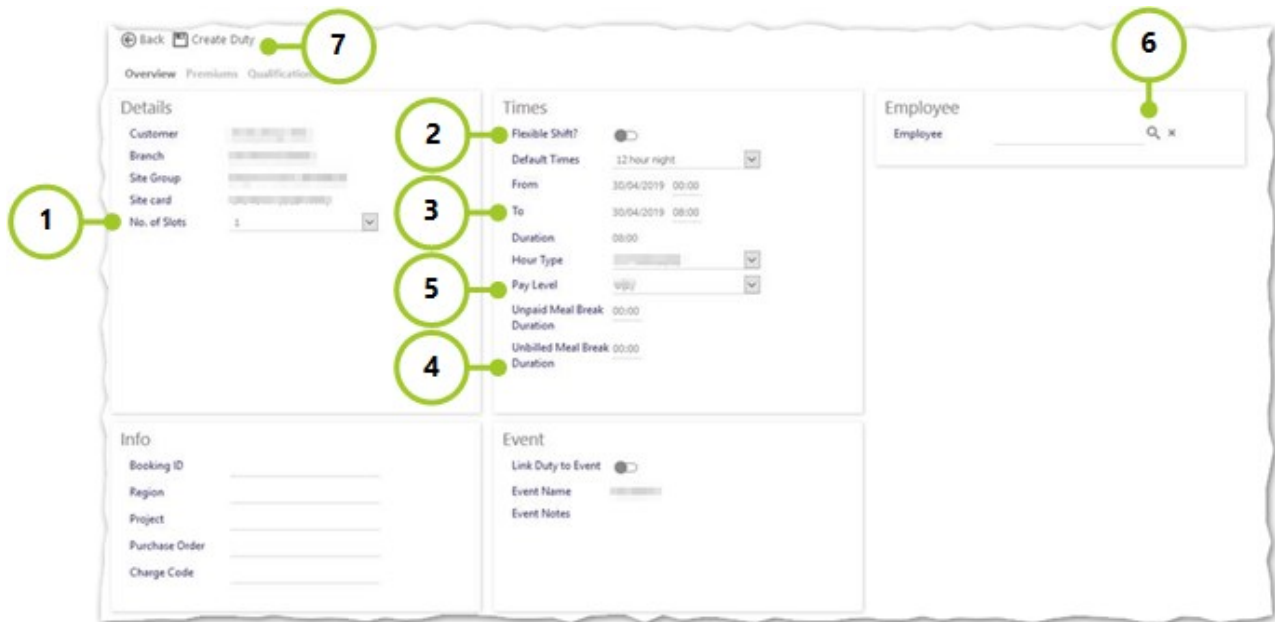 Back Create Duty
7
6
Overview Premiums Qualification
Details
Customer
Branch
Site Group
Site card
No. of Slots 1
1
Times
2
Flexible Shift?
Default Times 12 hour night
From 30/04/2019 00:00
3
To 30/04/2019 08:00
Duration 08:00
Hour Type
5
Pay Level
Unpaid Meal Break 00:00
Duration
Unbilled Meal Break 00:00
4
Duration
Employee
Employee
Info
Booking ID
Region
Project
Purchase Order
Charge Code
Event
Link Duty to Event
Event Name
Event Notes